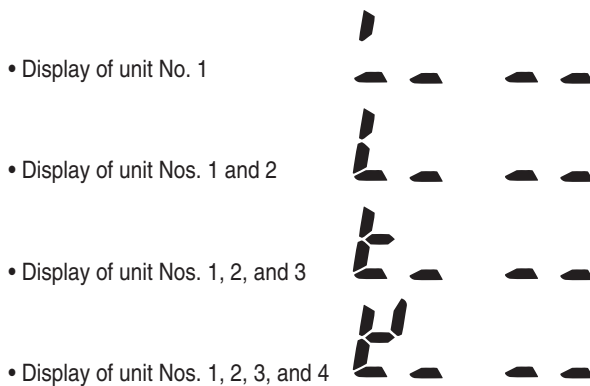 • Display of unit No. 1
• Display of unit Nos. 1 and 2
• Display of unit Nos. 1, 2, and 3
• Display of unit Nos. 1, 2, 3, and 4